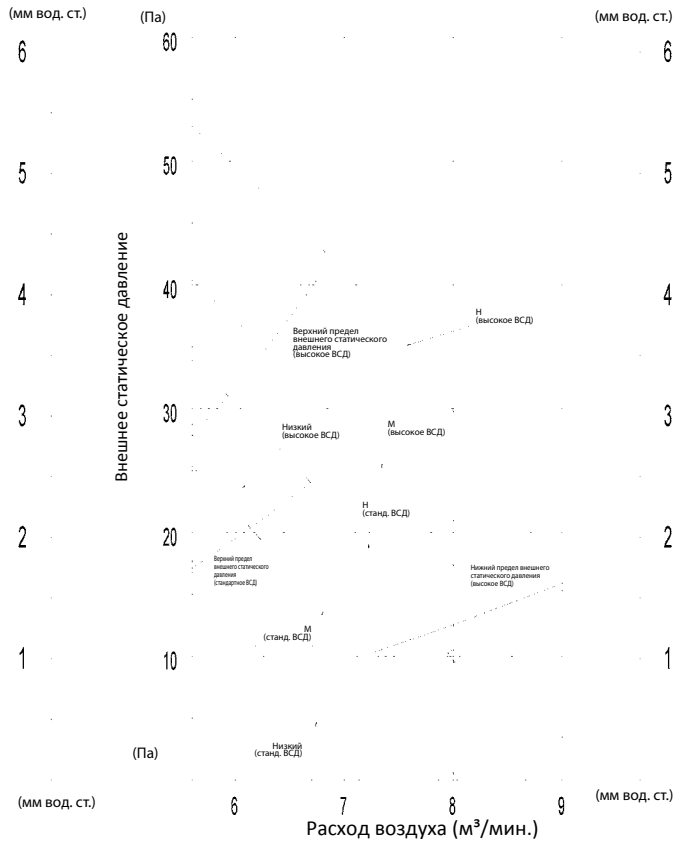 (мм вод. ст.)
(Па)
(мм вод. ст.)
6
60
6
5
50
5
Внешнее статическое давление
4
40
4
Н
(высокое ВСД)
Верхний предел
внешнего статического
давления
(высокое ВСД)
3
30
3
Низкий
(высокое ВСД)
М
(высокое ВСД)
Н
(станд. ВСД)
2
20
2
Верхний предел
внешнего статического
давления
(стандартное ВСД)
Нижний предел внешнего
статического давления
(высокое ВСД)
М
(станд. ВСД)
1
10
1
Низкий
(станд. ВСД)
(Па)
(мм вод. ст.)
6
7
8
9
(мм вод. ст.)
Расход воздуха (м³/мин.)